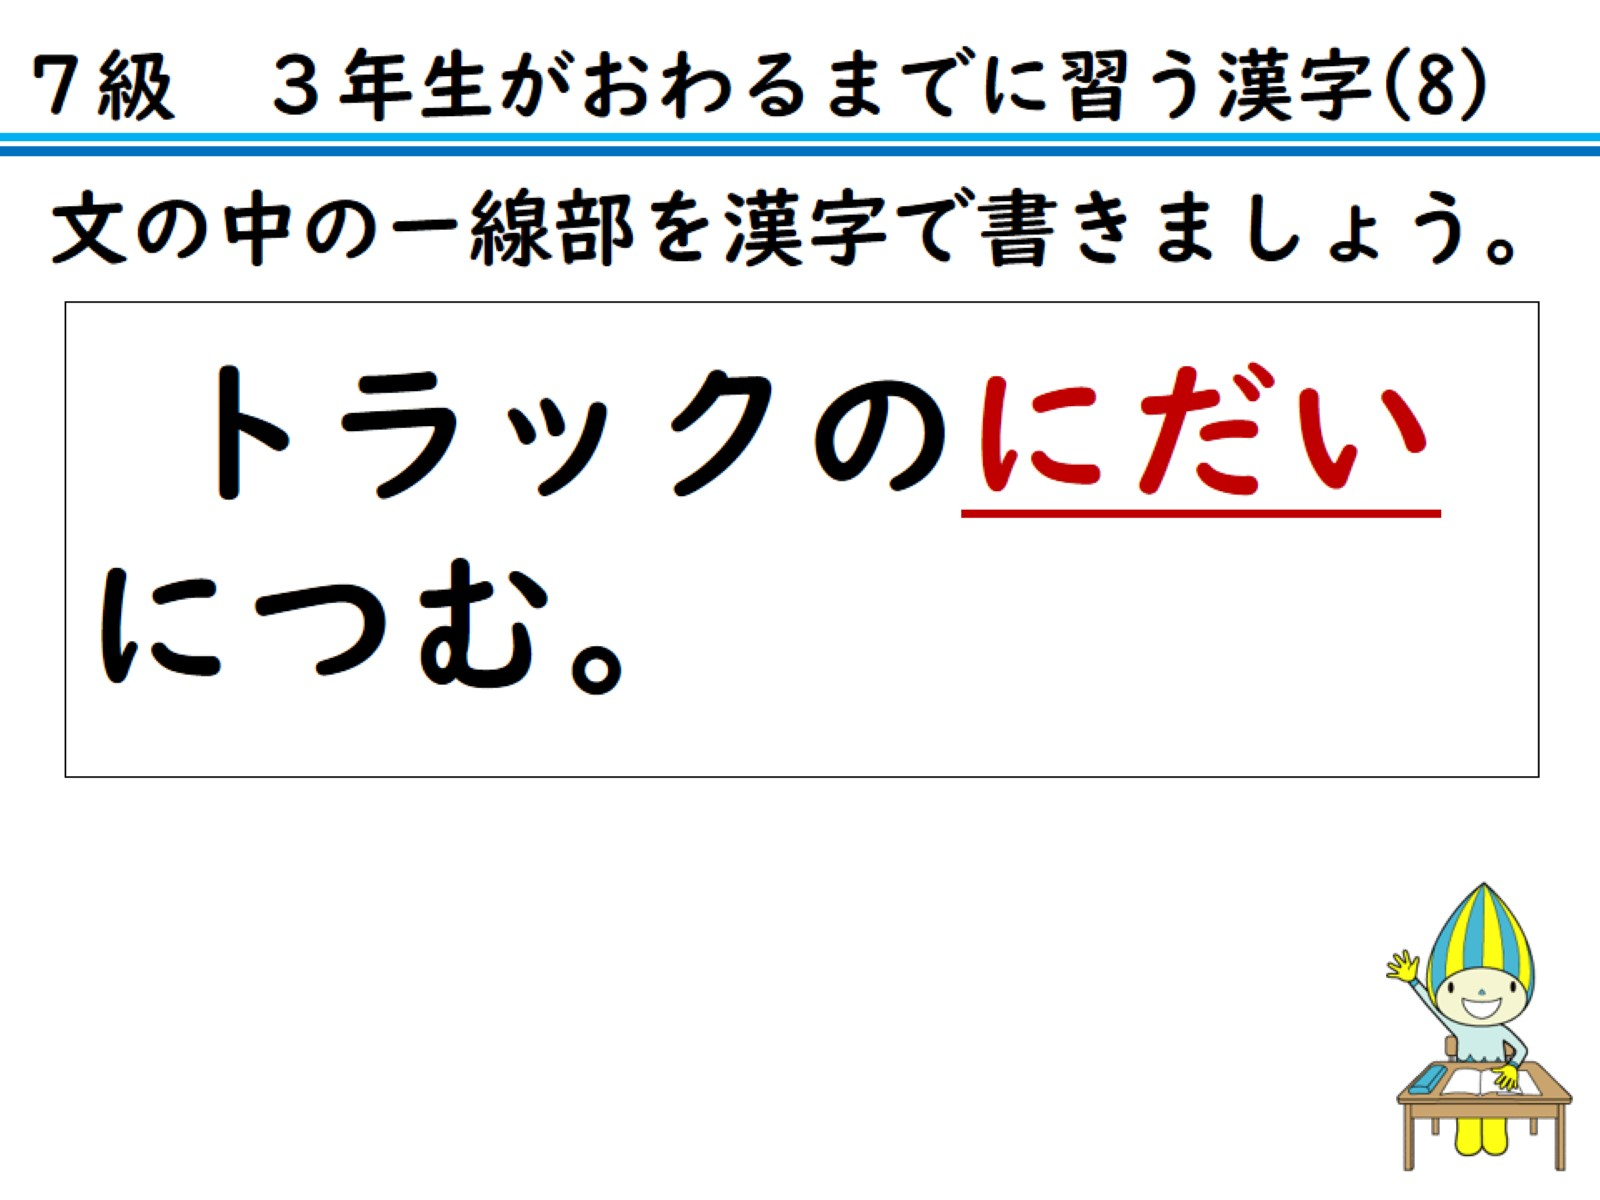 ７級　３年生がおわるまでに習う漢字(8)
文の中の一線部を漢字で書きましょう。
トラックのにだい
につむ。